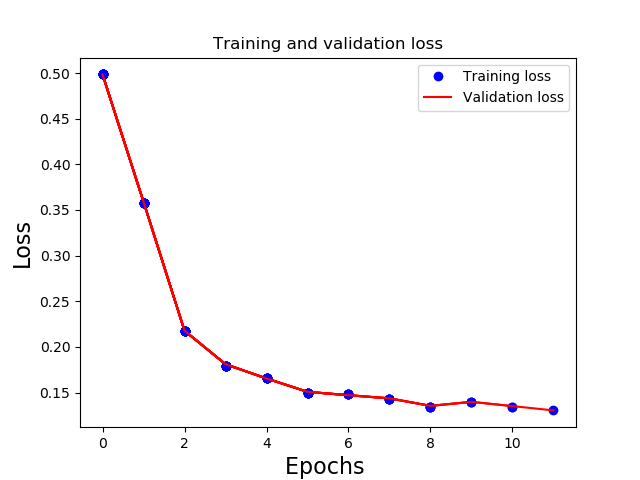 Training and validation loss
Training loss
Validation loss
Loss
0.50
0.45
0.40
0.35
0.30
0.25
0.20
0.15
0 2 4 6 8 10
Epochs